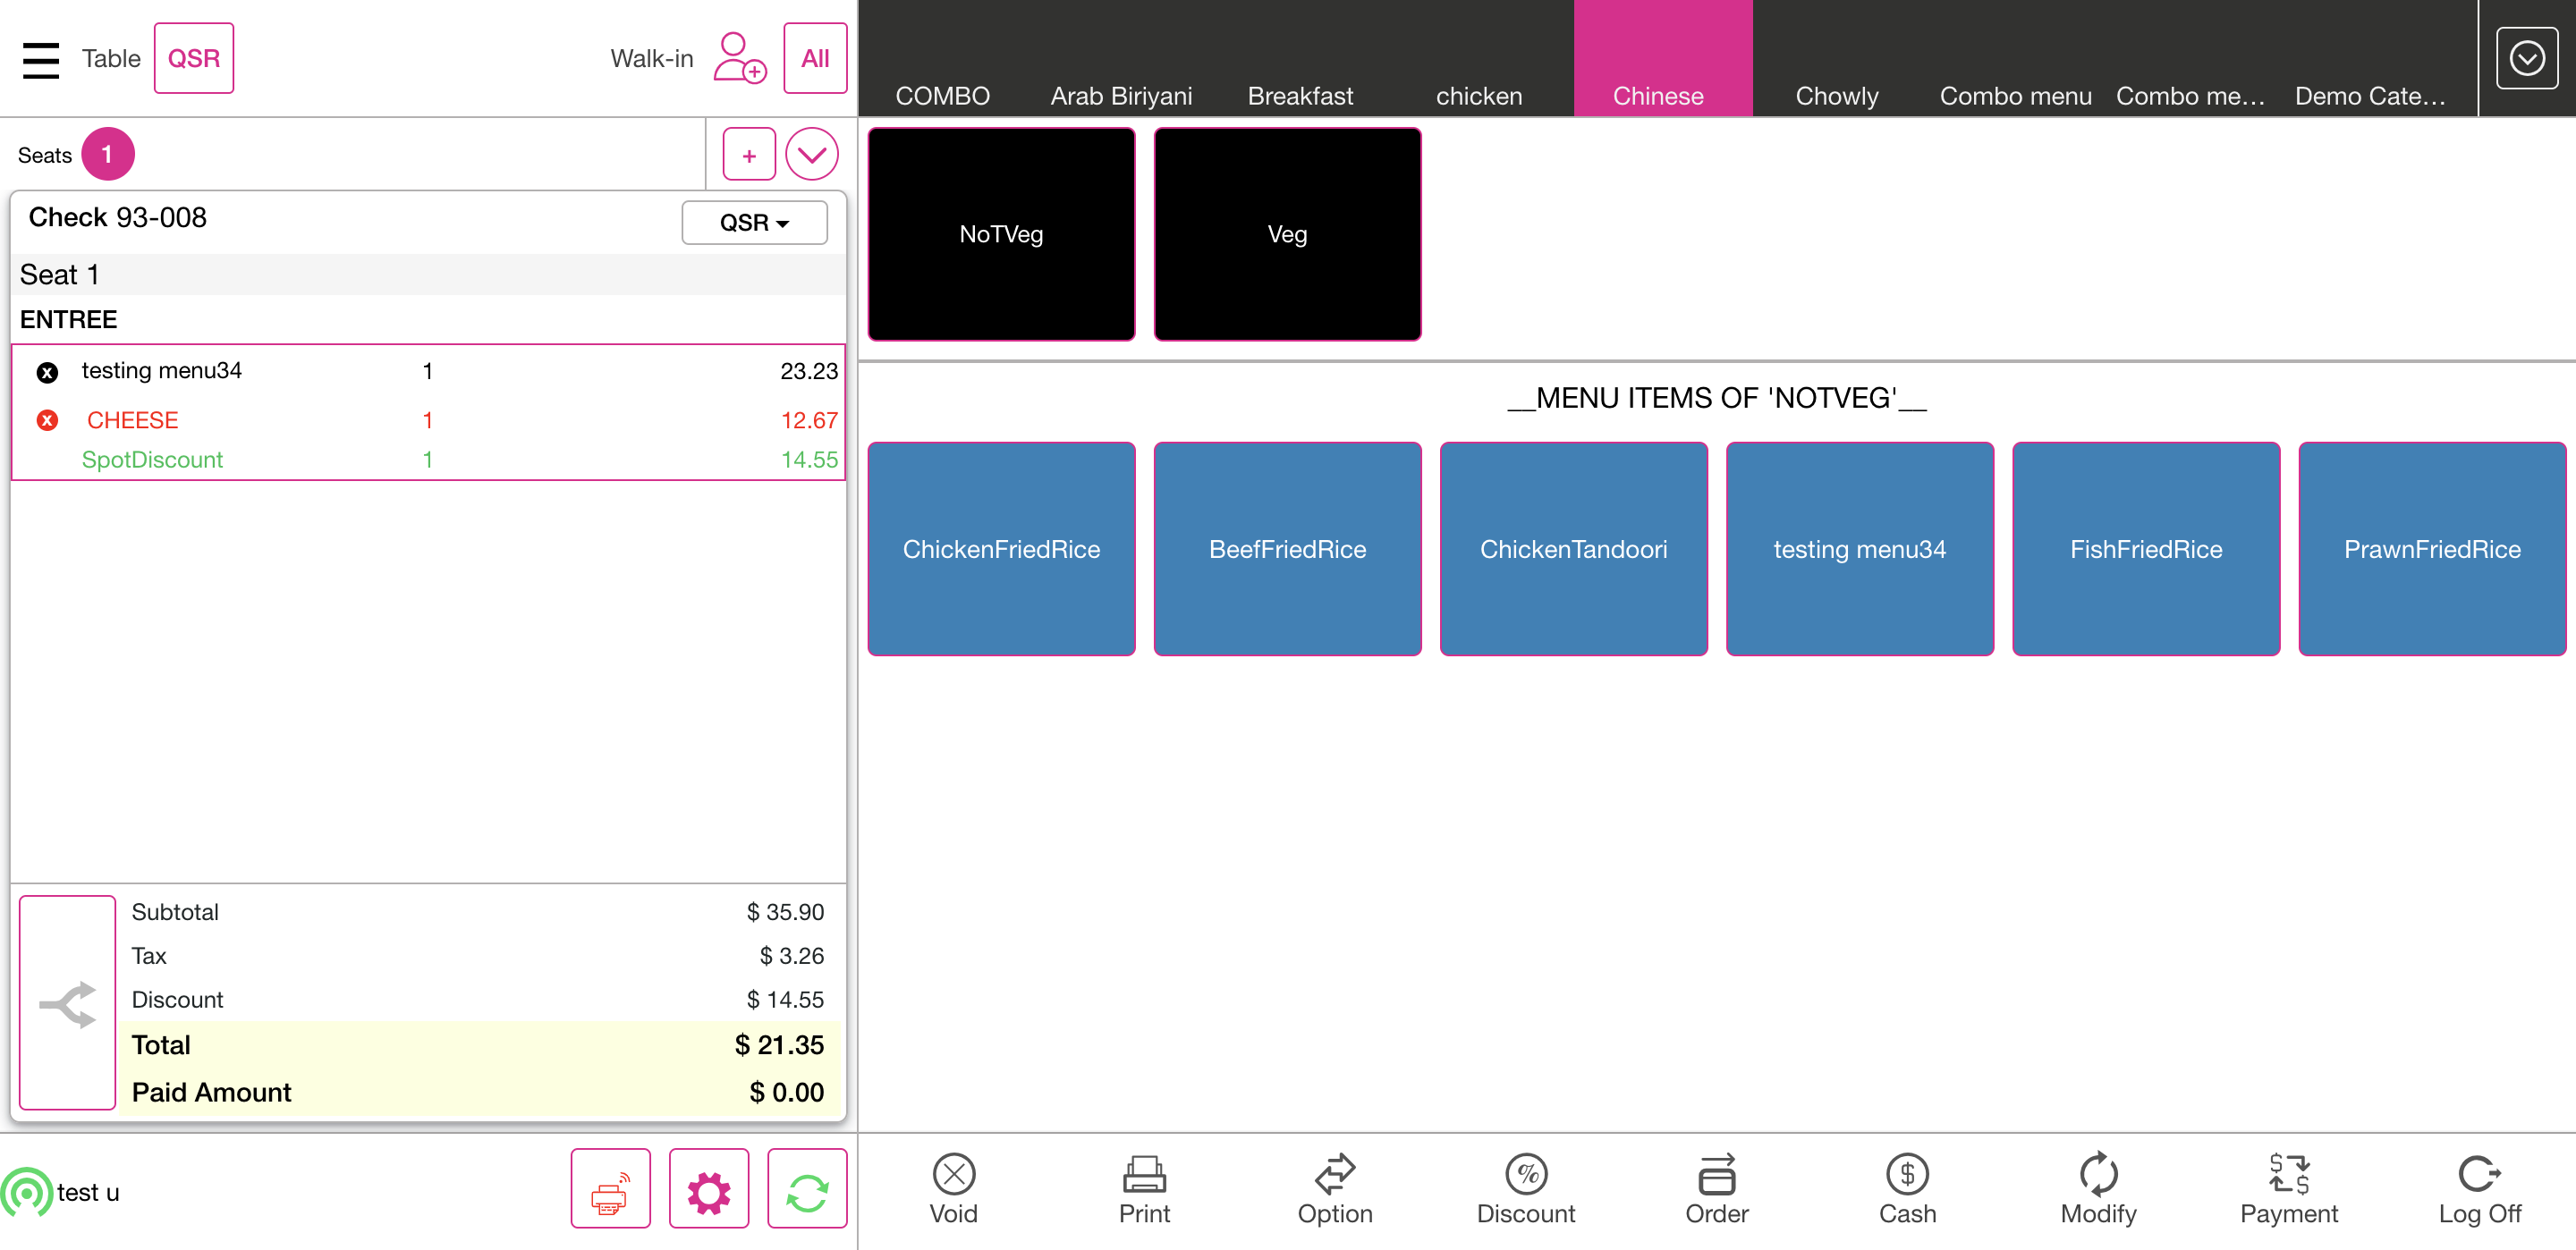 Table QSR Walk-in All
COMBO Arab Biriyani Breakfast chicken Chinese Chowly Combo menu Combo me... Demo Cate...
Seats 1 +
Check 93-008 QSR
Seat 1
ENTREE
x testing menu34 1 23.23
x CHEESE 1 12.67
SpotDiscount 1 14.55
Subtotal $ 35.90
Tax $ 3.26
Discount $ 14.55
Total $ 21.35
Paid Amount $ 0.00
test u
NoTVeg Veg
__MENU ITEMS OF 'NOTVEG'__
ChickenFriedRice BeefFriedRice ChickenTandoori testing menu34 FishFriedRice PrawnFriedRice
Void Print Option Discount Order Cash Modify Payment Log Off